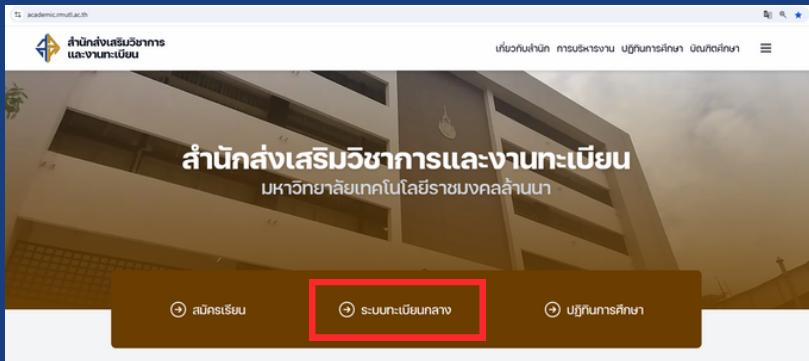 academic.rmutl.ac.th
สำนักส่งเสริมวิชาการ
และงานทะเบียน
เกี่ยวกับสำนัก การบริหารงาน ปฏิทินการศึกษา บัณฑิตศึกษา
สำนักส่งเสริมวิชาการและงานทะเบียน
มหาวิทยาลัยเทคโนโลยีราชมงคลล้านนา
สมัครเรียน ระบบทะเบียนกลาง ปฏิทินการศึกษา